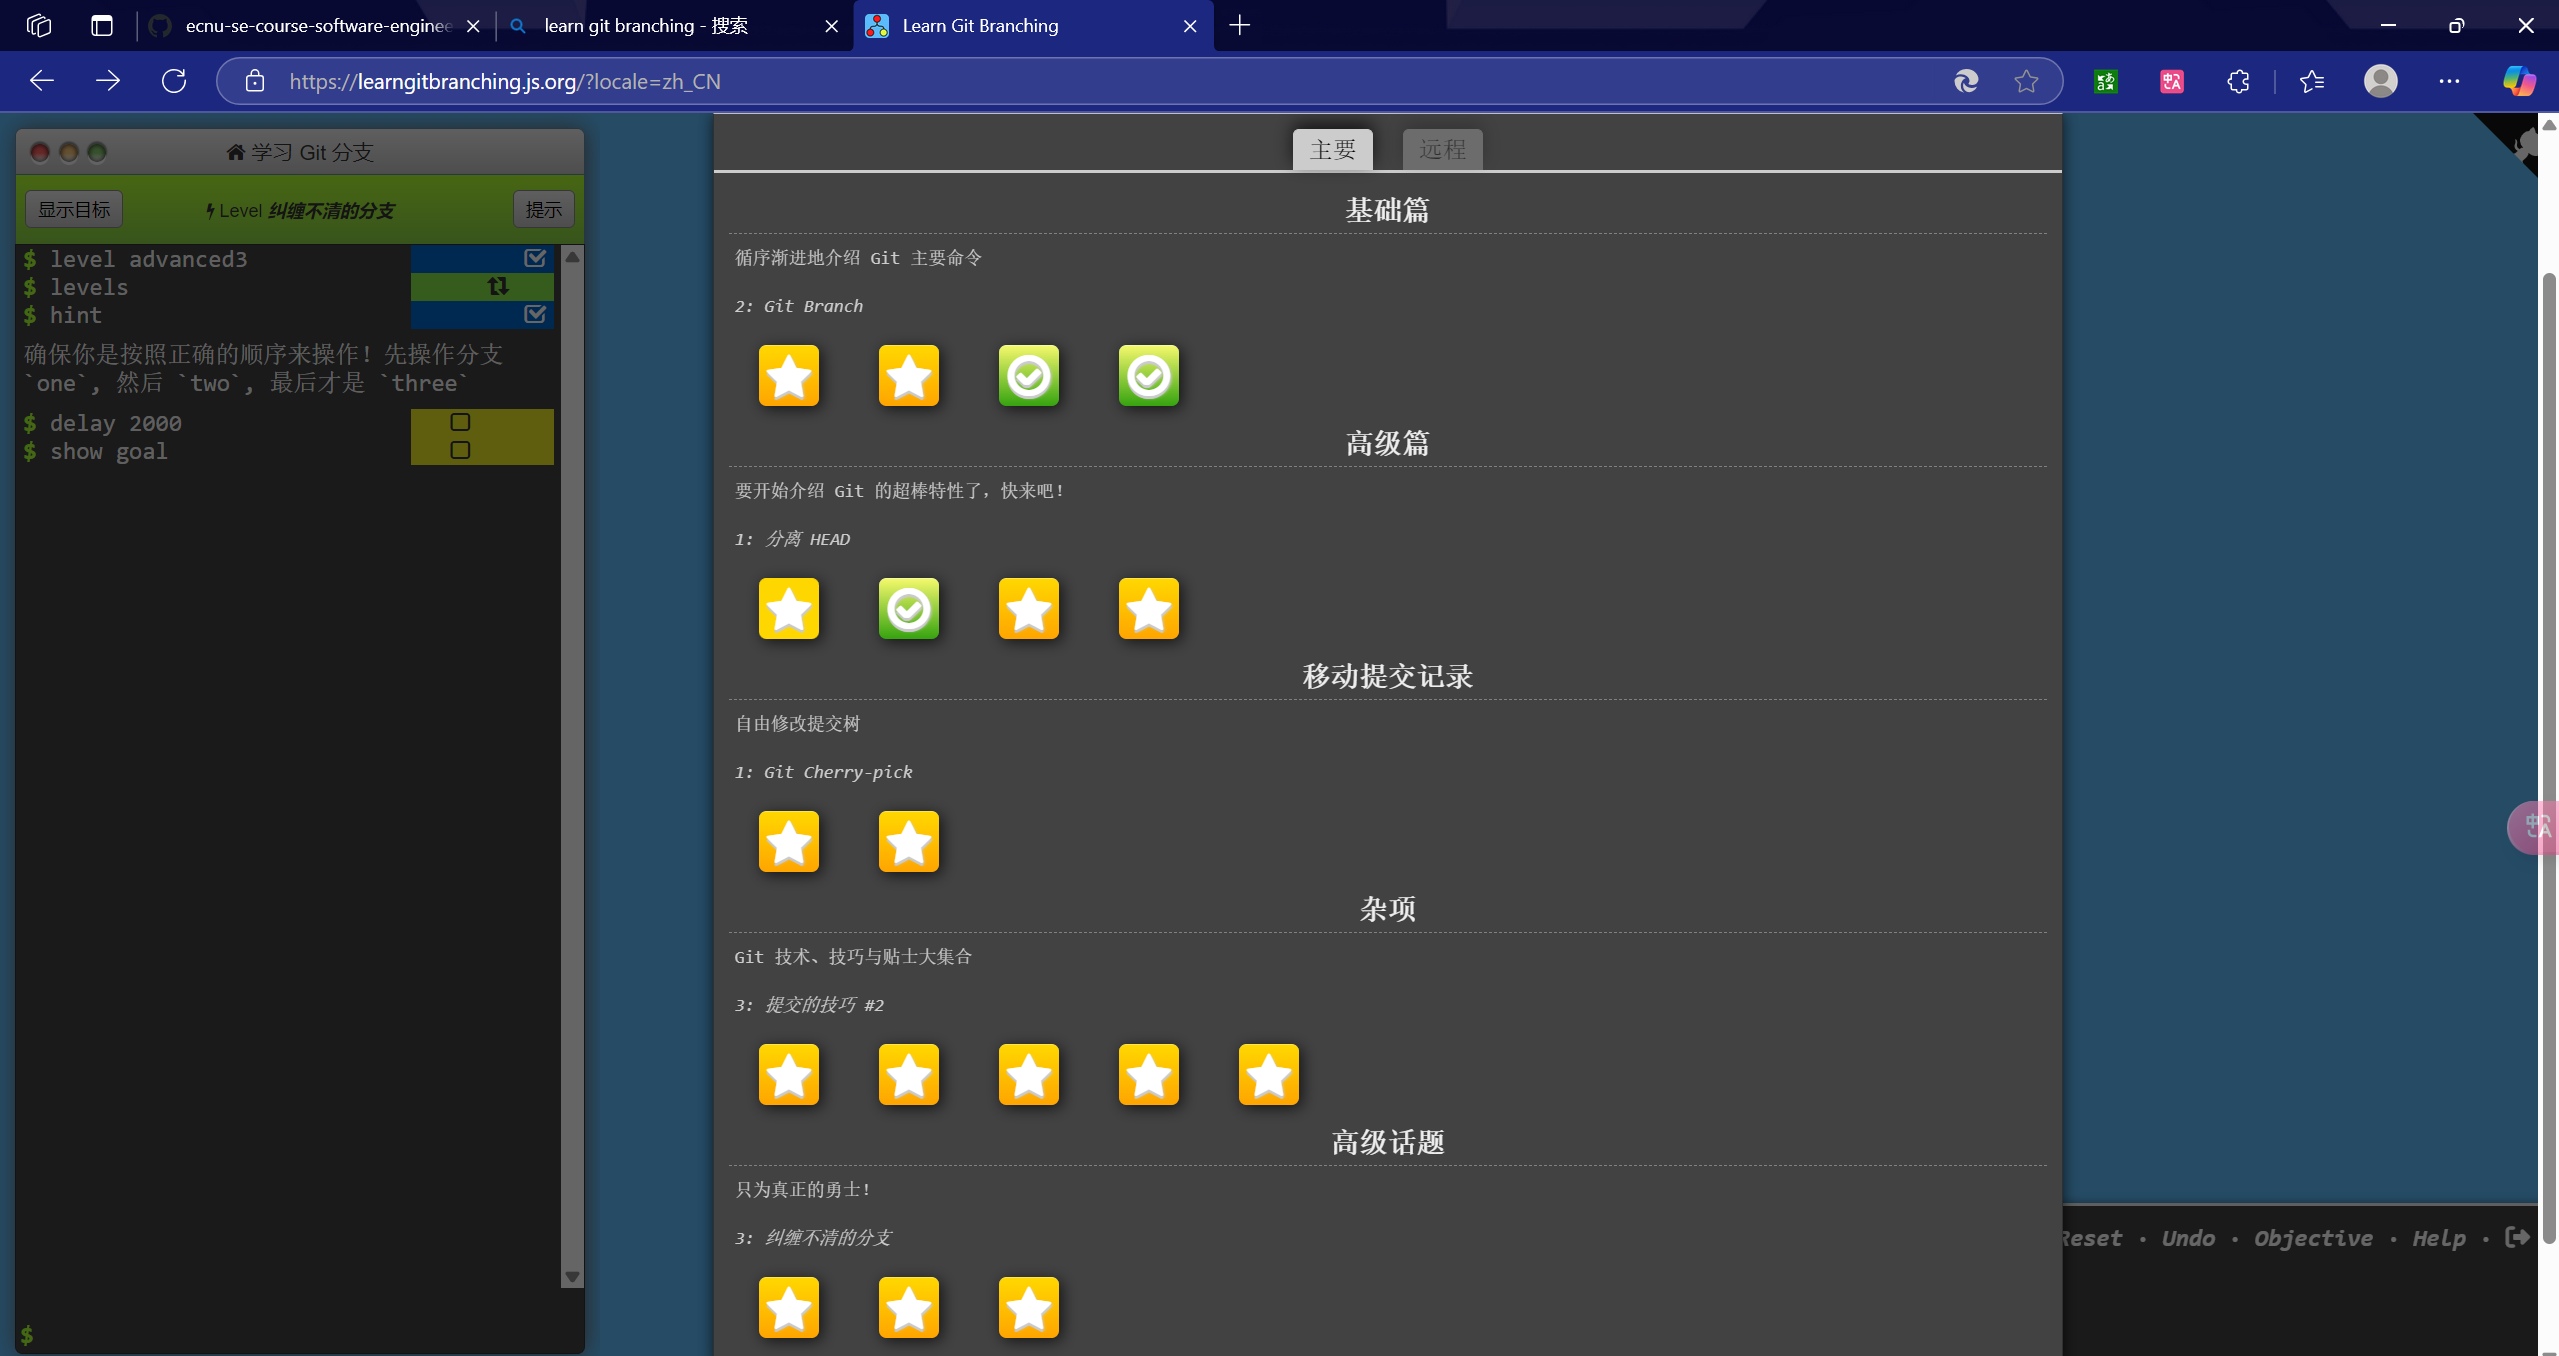 ecnu-se-course-software-enginee
learn git branching - 搜索
Learn Git Branching
https://learngitbranching.js.org/?locale=zh_CN
学习 Git 分支
显示目标
Level 纠缠不清的分支
提示
$ level advanced3
$ levels
$ hint
确保你是按照正确的顺序来操作！先操作分支
`one`, 然后 `two`, 最后才是 `three`
$ delay 2000
$ show goal
$
主要
远程
基础篇
循序渐进地介绍 Git 主要命令
2: Git Branch
高级篇
要开始介绍 Git 的超棒特性了，快来吧！
1: 分离 HEAD
移动提交记录
自由修改提交树
1: Git Cherry-pick
杂项
Git 技术、技巧与贴士大集合
3: 提交的技巧 #2
高级话题
只为真正的勇士！
3: 纠缠不清的分支
Reset • Undo • Objective • Help •